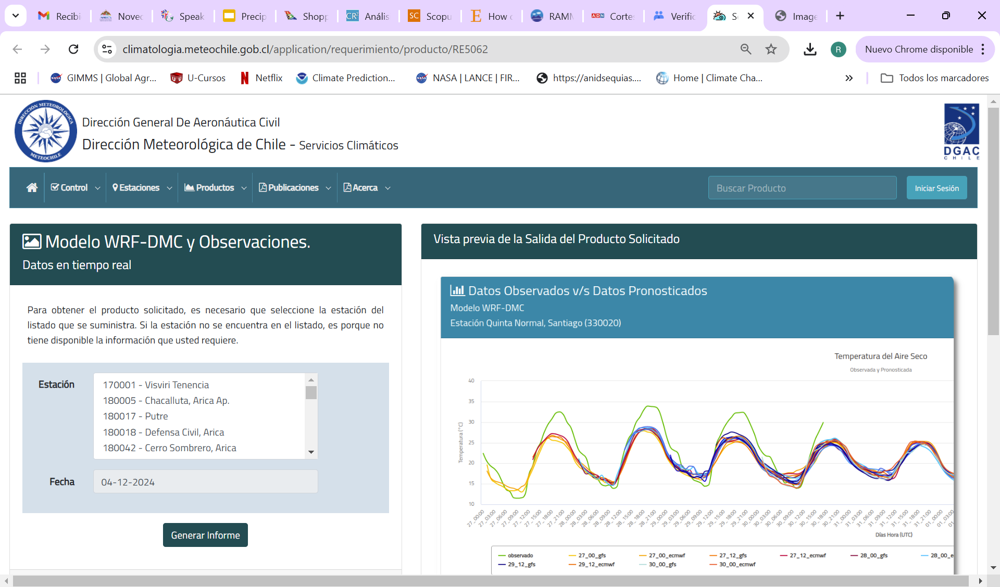 Recibi
Noved
Speak
Precip
Shopp
CR² Anális
SC Scopu
E How
RAMM
ADN Cortes
Verific
S
Image
climatologia.meteochile.gob.cl/application/requerimiento/producto/RE5062
R
Nuevo Chrome disponible
GIMMS | Global Agr...
U-Cursos
Netflix
Climate Prediction...
NASA | LANCE | FIR...
https://anidsequias....
Home | Climate Cha...
Todos los marcadores
DIRECCIÓN METEOROLÓGICA
METEOCHILE
Dirección General De Aeronáutica Civil
Dirección Meteorológica de Chile - Servicios Climáticos
DGAC
CHILE
Control
Estaciones
Productos
Publicaciones
Acerca
Buscar Producto
Iniciar Sesión
Modelo WRF-DMC y Observaciones.
Datos en tiempo real
Para obtener el producto solicitado, es necesario que seleccione la estación del
listado que se suministra. Si la estación no se encuentra en el listado, es porque no
tiene disponible la información que usted requiere.
Estación
170001 - Visviri Tenencia
180005 - Chacalluta, Arica Ap.
180017 - Putre
180018 - Defensa Civil, Arica
180042 - Cerro Sombrero, Arica
Fecha
04-12-2024
Generar Informe
Vista previa de la Salida del Producto Solicitado
Datos Observados v/s Datos Pronosticados
Modelo WRF-DMC
Estación Quinta Normal, Santiago (330020)
Temperatura del Aire Seco
Observada y Pronosticada
Temperatura (°C)
40
35
30
25
20
15
10
27_00:00 27_03:00 27_06:00 27_09:00 27_12:00 27_15:00 27_18:00 27_21:00 28_00:00 28_03:00 28_06:00 28_09:00 28_12:00 28_15:00 28_18:00 28_21:00 29_00:00 29_03:00 29_06:00 29_09:00 29_12:00 29_15:00 29_18:00 29_21:00 30_00:00 30_03:00 30_06:00 30_09:00 30_12:00 30_15:00 30_18:00 30_21:00 31_00:00 31_03:00 31_06:00 31_09:00 31_12:00 31_15:00 31_18:00 31_21:00 01_00:00 01_03:00
Días Hora (UTC)
observado 27_00_gfs 27_00_ecmwf 27_12_gfs 27_12_ecmwf 28_00_gfs 28_00_e
29_12_gfs 29_12_ecmwf 30_00_gfs 30_00_ecmwf